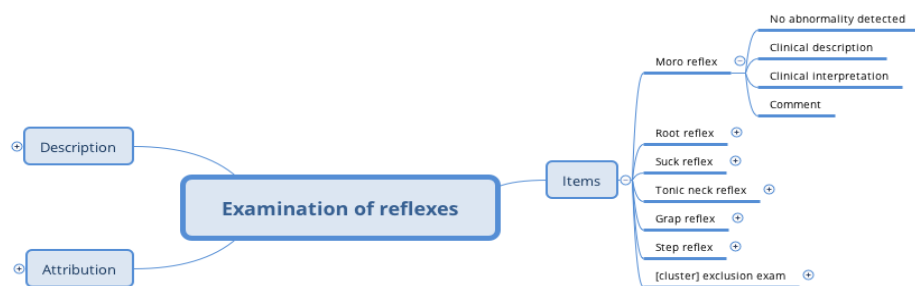 No abnormality detected
Clinical description
Moro reflex
Clinical interpretation
Comment
Root reflex
Description
Suck reflex
Items
Tonic neck reflex
Examination of reflexes
Grap reflex
Step reflex
Attribution
[cluster] exclusion exam